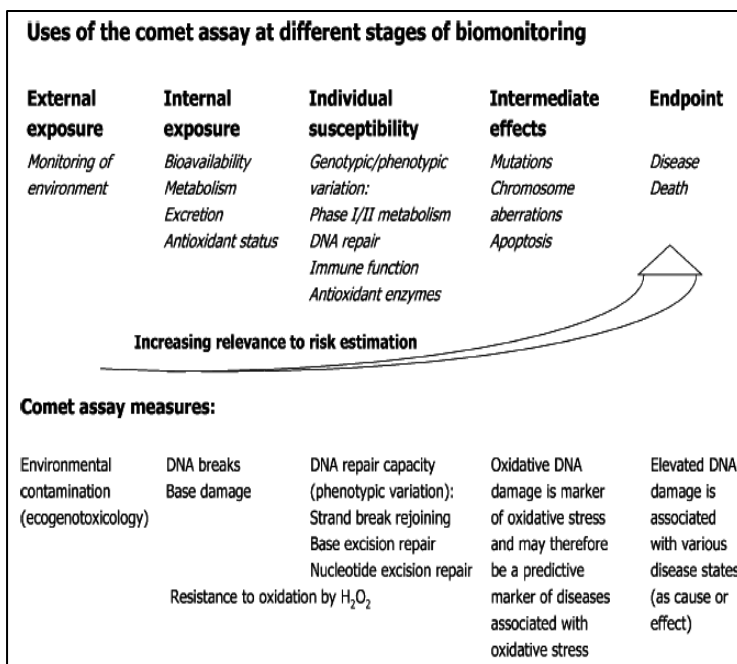 Uses of the comet assay at different stages of biomonitoring
External
exposure
Monitoring of
environment
Internal
exposure
Bioavailability
Metabolism
Excretion
Antioxidant status
Individual
susceptibility
Genotypic/phenotypic
variation:
Phase I/II metabolism
DNA repair
Immune function
Antioxidant enzymes
Intermediate
effects
Mutations
Chromosome
aberrations
Apoptosis
Endpoint
Disease
Death
Increasing relevance to risk estimation
Comet assay measures:
Environmental
contamination
(ecogenotoxicology)
DNA breaks
Base damage
DNA repair capacity
(phenotypic variation):
Strand break rejoining
Base excision repair
Nucleotide excision repair
Resistance to oxidation by H₂O₂
Oxidative DNA
damage is marker
of oxidative stress
and may therefore
be a predictive
marker of diseases
associated with
oxidative stress
Elevated DNA
damage is
associated
with various
disease states
(as cause or
effect)